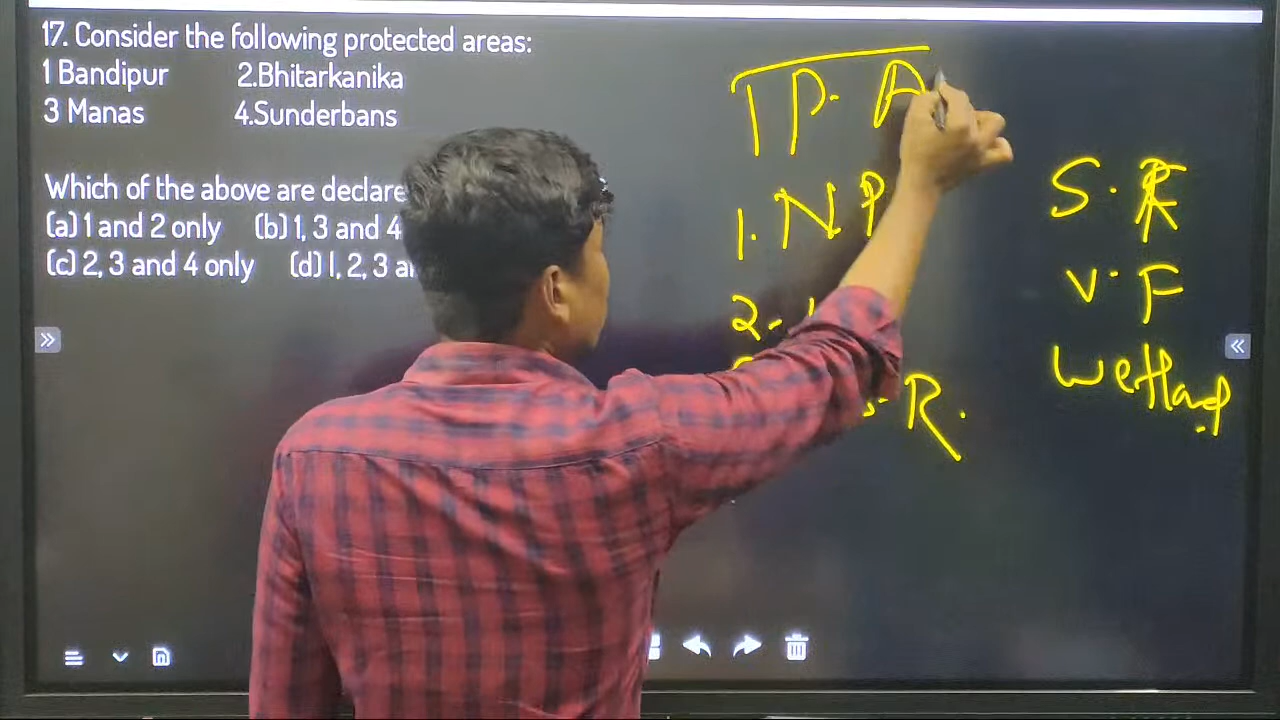 17. Consider the following protected areas:
1 Bandipur 2.Bhitarkanika
3 Manas 4.Sunderbans
Which of the above are declare
(a) 1 and 2 only (b) 1, 3 and 4
(c) 2, 3 and 4 only (d) 1, 2, 3
P. A
1. N P
2.
R.
S. R
V. F
wetland